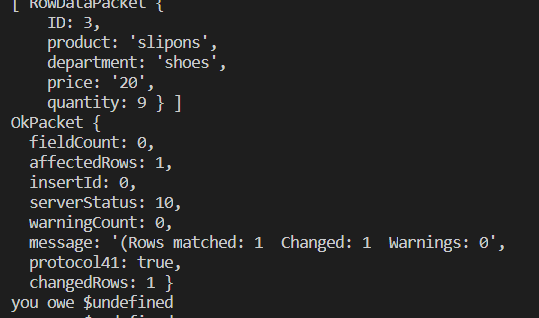 [ RowDataPacket {
    ID: 3,
    product: 'slipons',
    department: 'shoes',
    price: '20',
    quantity: 9 } ]
OkPacket {
  fieldCount: 0,
  affectedRows: 1,
  insertId: 0,
  serverStatus: 10,
  warningCount: 0,
  message: '(Rows matched: 1  Changed: 1  Warnings: 0',
  protocol41: true,
  changedRows: 1 }
you owe $undefined